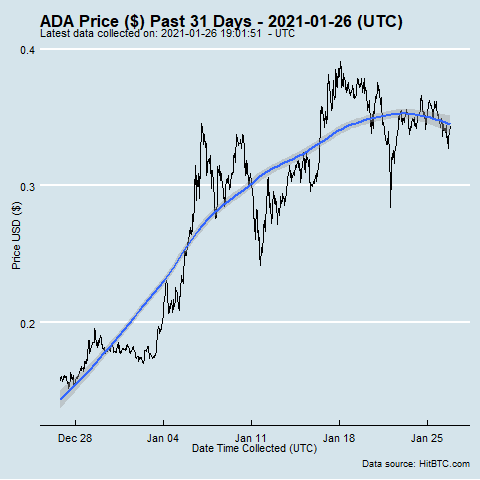 ADA Price ($) Past 31 Days - 2021-01-26 (UTC)
Latest data collected on: 2021-01-26 19:01:51 - UTC
0.4
0.3
0.2
Price USD ($)
Dec 28
Jan 04
Jan 11
Jan 18
Jan 25
Date Time Collected (UTC)
Data source: HitBTC.com